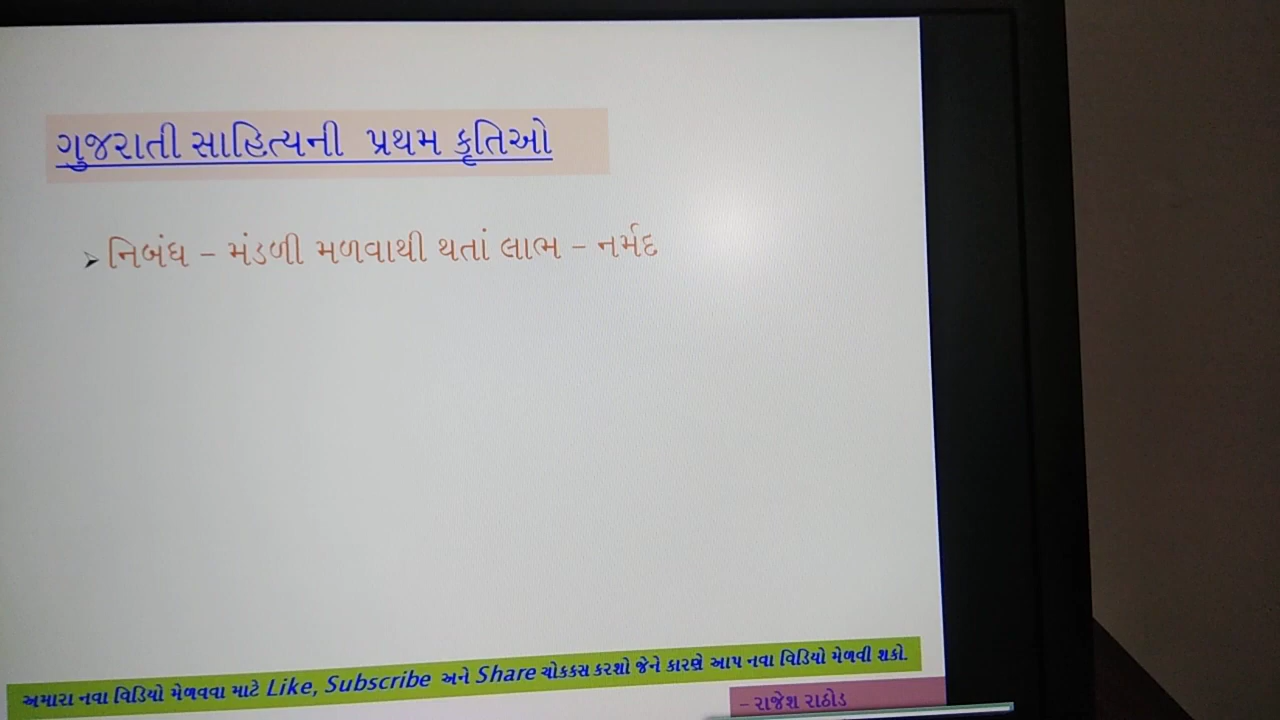 ગુજરાતી સાહિત્યની પ્રથમ કૃતિઓ
➢ નિબંધ – મંડળી મળવાથી થતાં લાભ – નર્મદ
અમારા નવા વિડિયો મેળવવા માટે Like, Subscribe અને Share ચોકકસ કરશો જેને કારણે આપ નવા વિડિયો મેળવી શકો.
– રાજેશ રાઠોડ